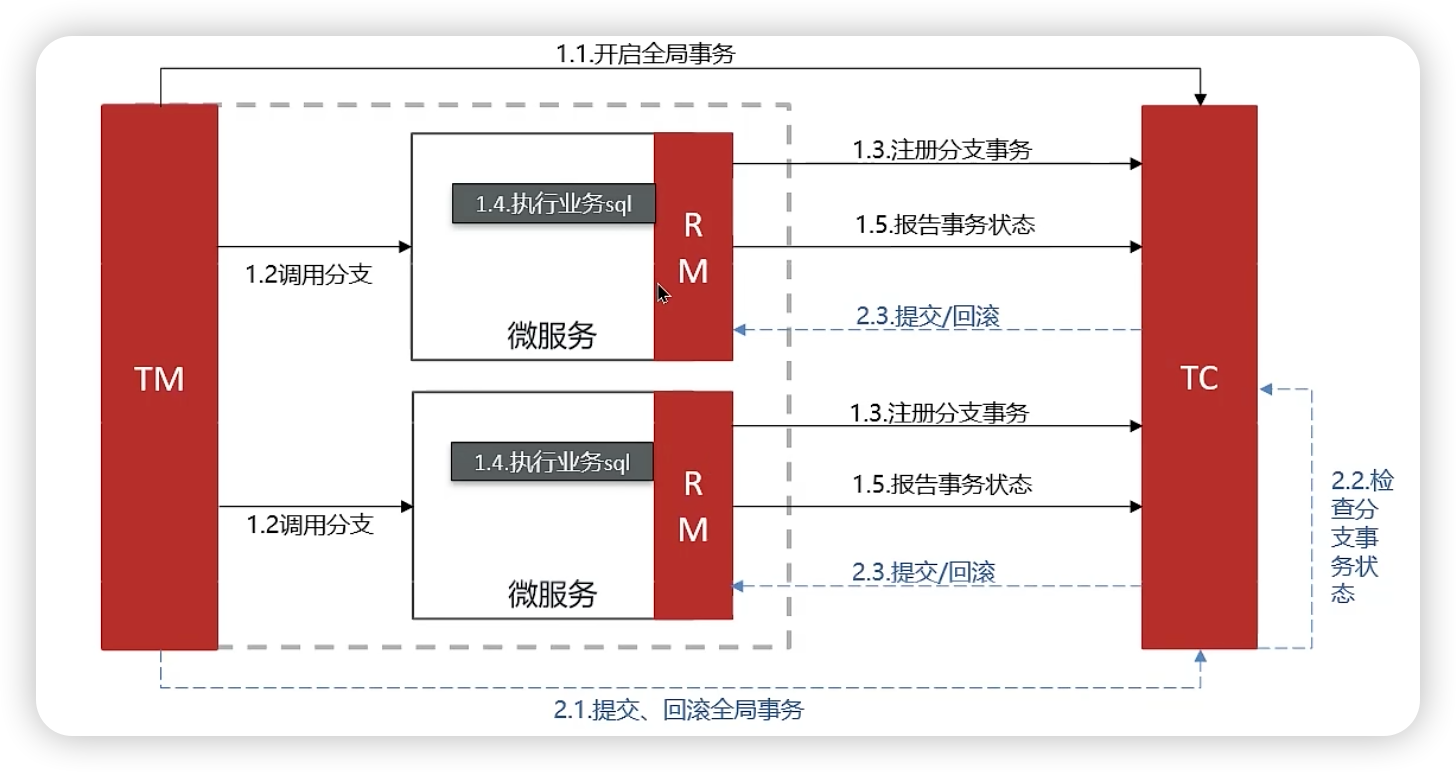 1.1.开启全局事务
1.3.注册分支事务
1.4.执行业务sql
R
M
1.5.报告事务状态
1.2调用分支
2.3.提交/回滚
微服务
TM
TC
1.3.注册分支事务
1.4.执行业务sql
R
M
1.5.报告事务状态
1.2调用分支
2.3.提交/回滚
微服务
2.2.检
查分
支事
务状
态
2.1.提交、回滚全局事务